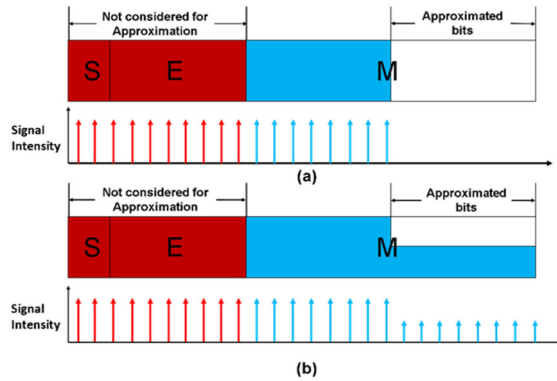 Not considered for
Approximation
Approximated
bits
S
E
M
Signal
Intensity
(a)
Not considered for
Approximation
Approximated
bits
S
E
M
Signal
Intensity
(b)